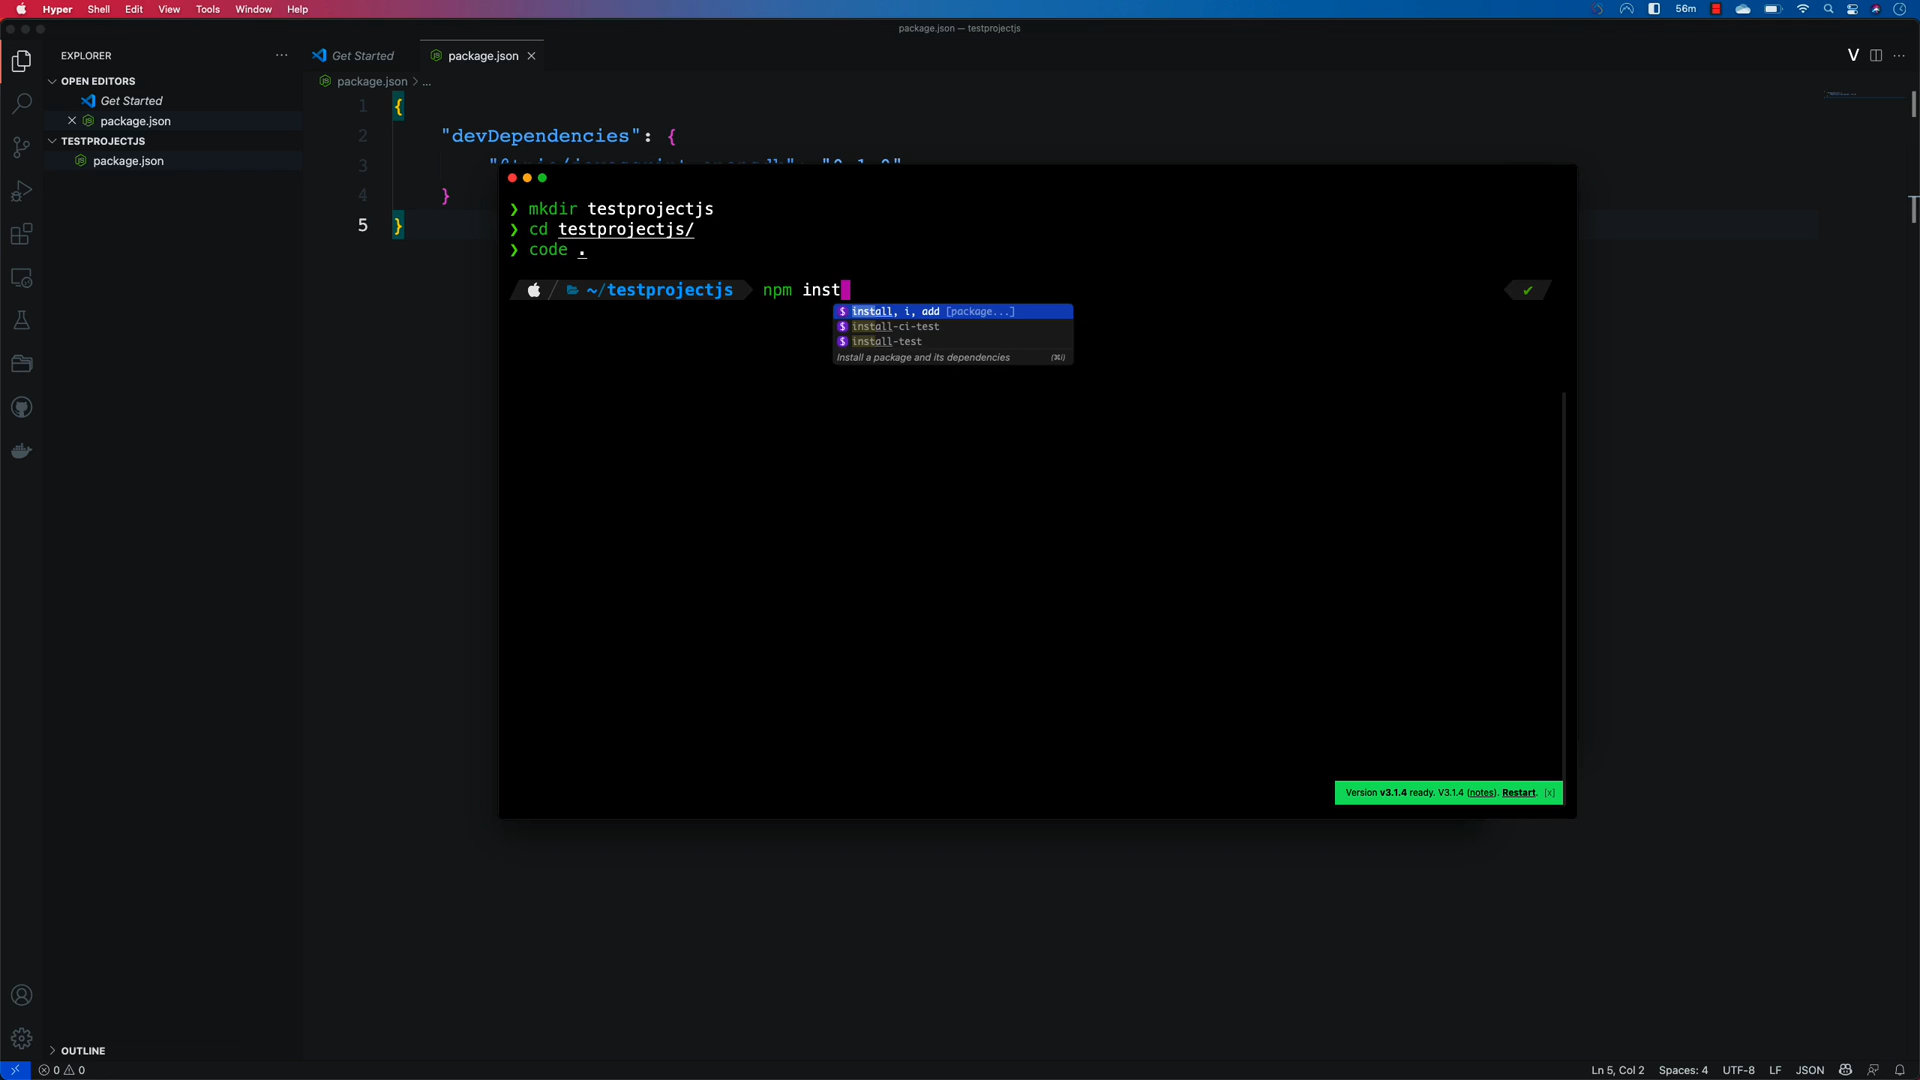 Hyper Shell Edit View Tools Window Help 56m
package.json — testprojectjs
EXPLORER
Get Started
package.json
OPEN EDITORS
package.json > ...
Get Started
package.json
TESTPROJECTJS
package.json
1 {
2 "devDependencies": {
3
4 }
5 }
❯ mkdir testprojectjs
❯ cd testprojectjs/
❯ code .
~/testprojectjs npm inst ✔
$ install, i, add [package...]
$ install-ci-test
$ install-test
Install a package and its dependencies (⌘i)
Version v3.1.4 ready. V3.1.4 (notes). Restart. [x]
OUTLINE
0 0 Ln 5, Col 2 Spaces: 4 UTF-8 LF JSON